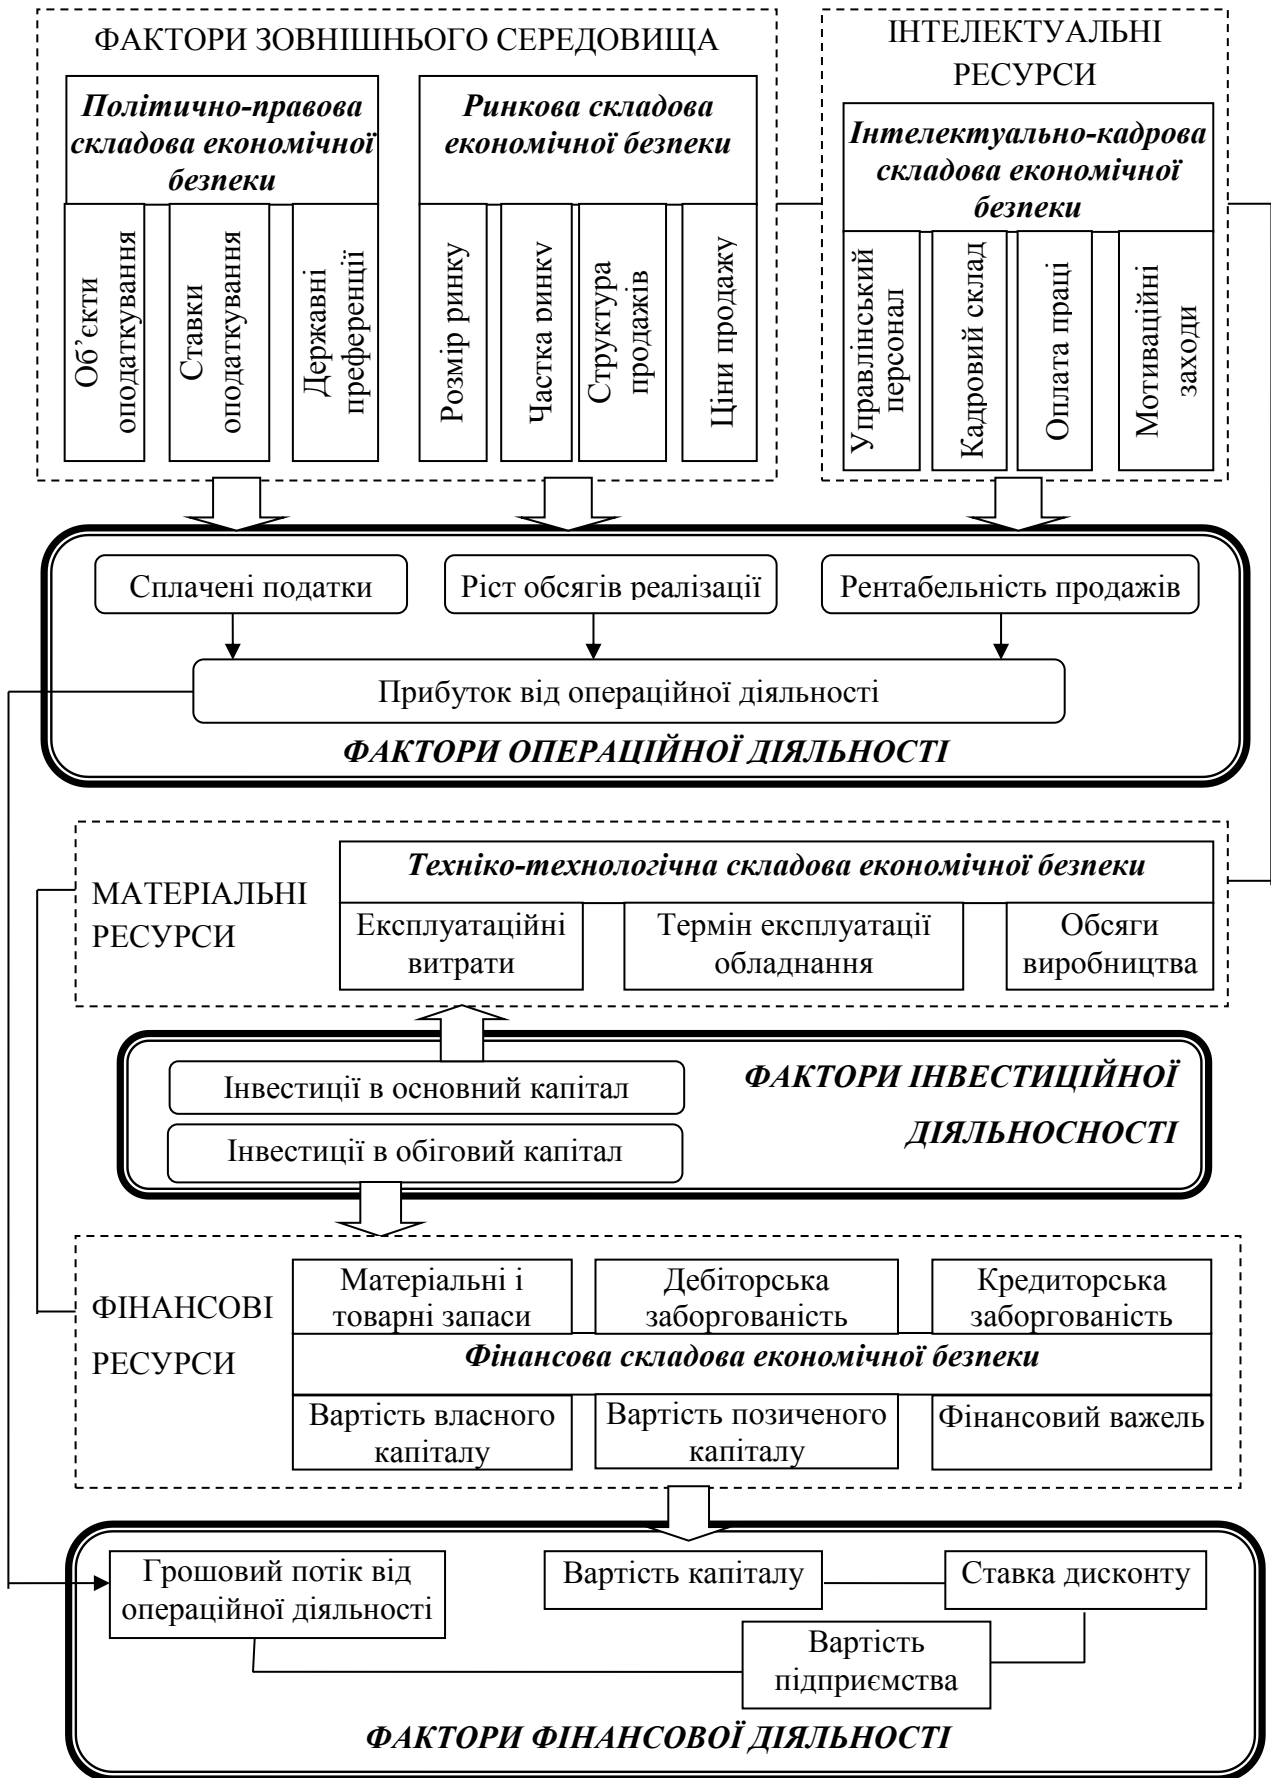 ФАКТОРИ ЗОВНІШНЬОГО СЕРЕДОВИЩА
Політично-правова
складова економічної
безпеки
Ринкова складова
економічної безпеки
Об’єкти
оподаткування
Ставки
оподаткування
Державні
преференції
Розмір ринку
Частка ринку
Структура
продажів
Ціни продажу
ІНТЕЛЕКТУАЛЬНІ
РЕСУРСИ
Інтелектуально-кадрова
складова економічної
безпеки
Управлінський
персонал
Кадровий склад
Оплата праці
Мотиваційні
заходи
Сплачені податки
Ріст обсягів реалізації
Рентабельність продажів
Прибуток від операційної діяльності
ФАКТОРИ ОПЕРАЦІЙНОЇ ДІЯЛЬНОСТІ
МАТЕРІАЛЬНІ
РЕСУРСИ
Техніко-технологічна складова економічної безпеки
Експлуатаційні
витрати
Термін експлуатації
обладнання
Обсяги
виробництва
Інвестиції в основний капітал
Інвестиції в обіговий капітал
ФАКТОРИ ІНВЕСТИЦІЙНОЇ
ДІЯЛЬНОСНОСТІ
ФІНАНСОВІ
РЕСУРСИ
Матеріальні і
товарні запаси
Дебіторська
заборгованість
Кредиторська
заборгованість
Фінансова складова економічної безпеки
Вартість власного
капіталу
Вартість позиченого
капіталу
Фінансовий важель
Грошовий потік від
операційної діяльності
Вартість капіталу
Ставка дисконту
Вартість
підприємства
ФАКТОРИ ФІНАНСОВОЇ ДІЯЛЬНОСТІ